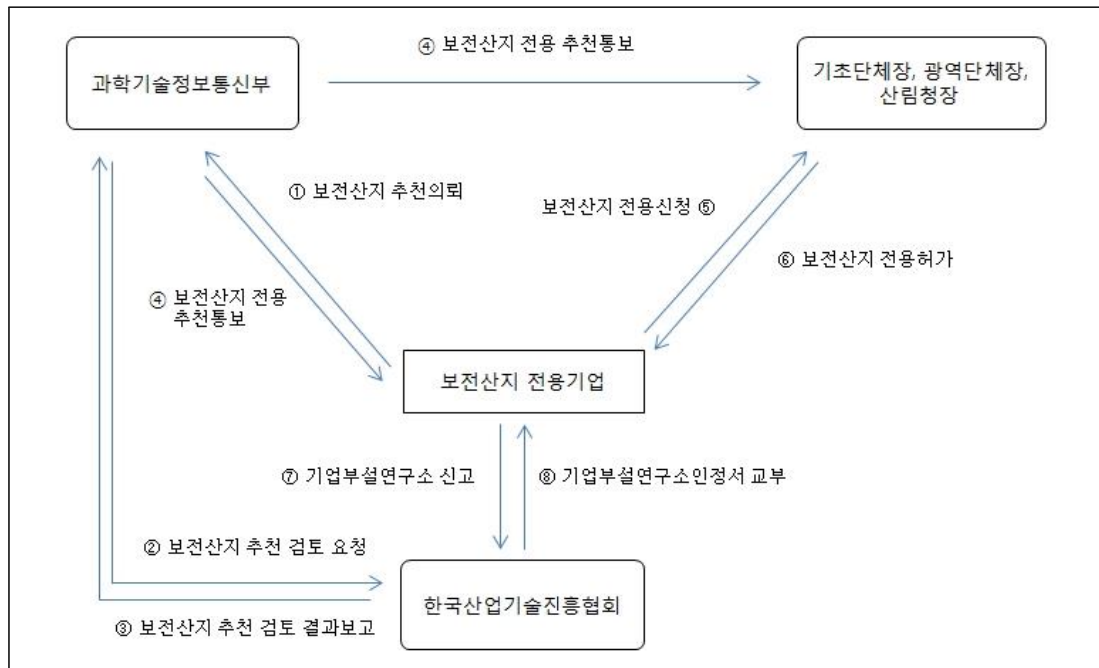 ④ 보전산지 전용 추천통보
과학기술정보통신부
기초단체장, 광역단체장,
산림청장
① 보전산지 추천의뢰
보전산지 전용신청 ⑤
⑥ 보전산지 전용허가
④ 보전산지 전용
추천통보
보전산지 전용기업
⑦ 기업부설연구소 신고
⑧ 기업부설연구소인정서 교부
② 보전산지 추천 검토 요청
한국산업기술진흥협회
③ 보전산지 추천 검토 결과보고